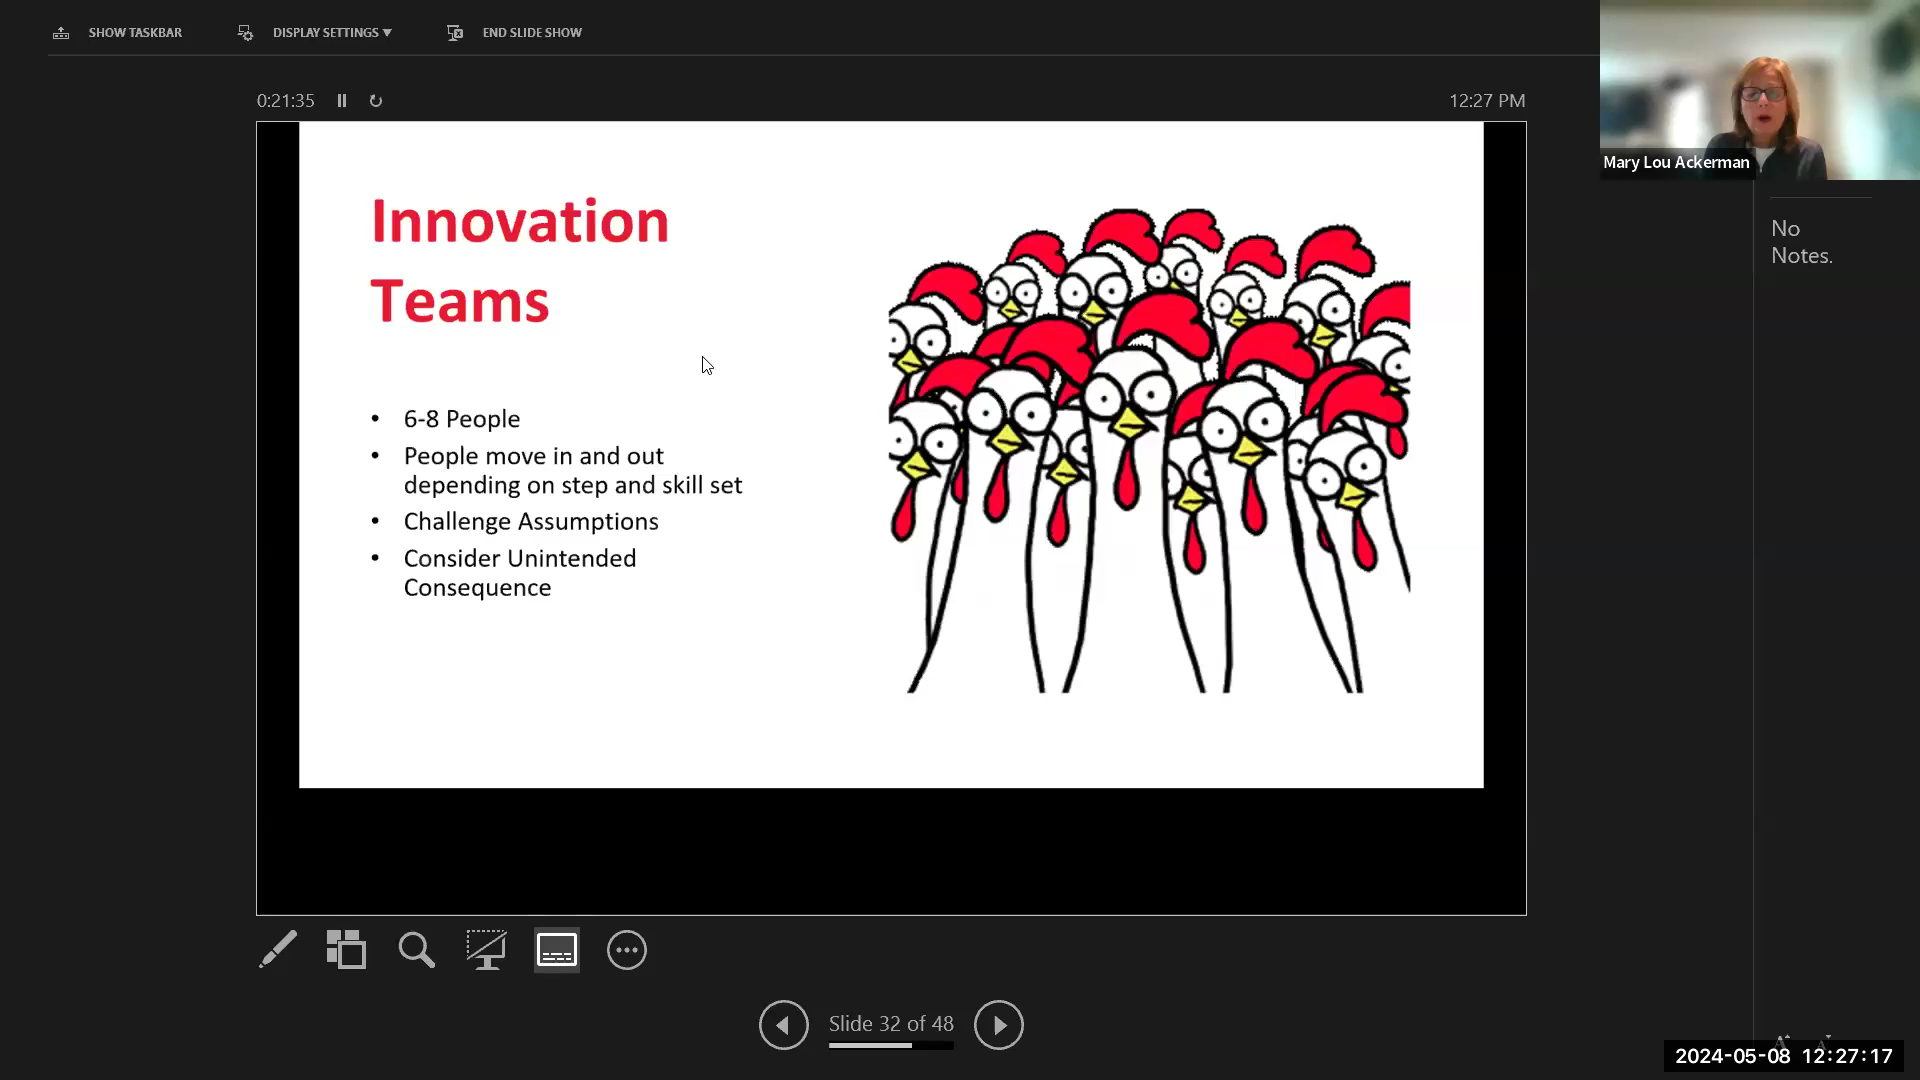 SHOW TASKBAR
DISPLAY SETTINGS ▼
END SLIDE SHOW
0:21:35
12:27 PM
Mary Lou Ackerman
No
Notes.
Innovation
Teams
• 6-8 People
• People move in and out
depending on step and skill set
• Challenge Assumptions
• Consider Unintended
Consequence
Slide 32 of 48
2024-05-08 12:27:17